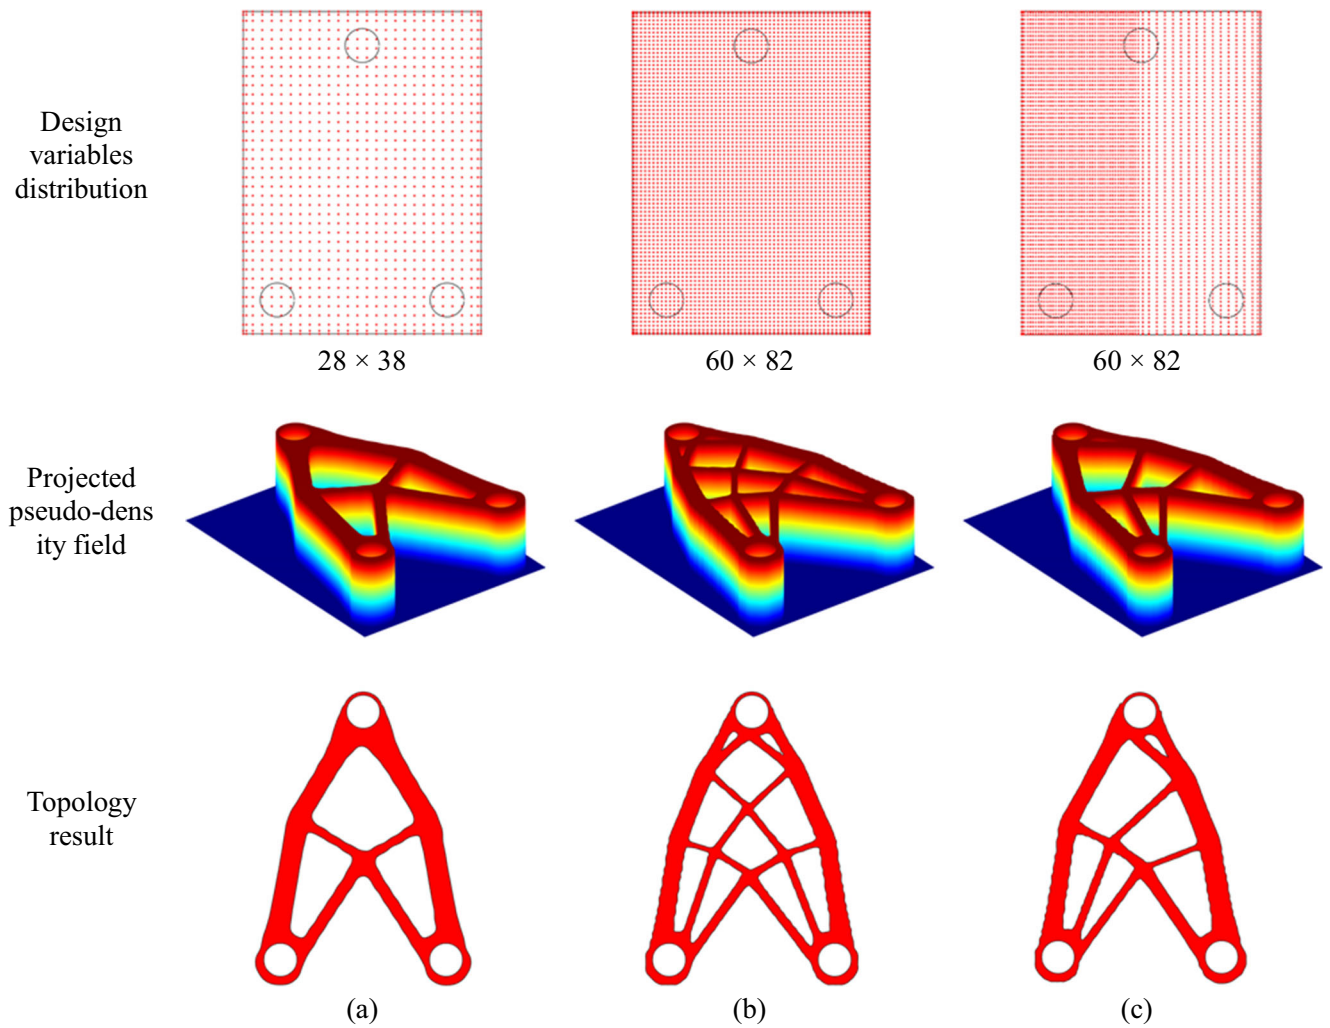 Design
variables
distribution
28 × 38
60 × 82
60 × 82
Projected
pseudo-dens
ity field
Topology
result
(a)
(b)
(c)